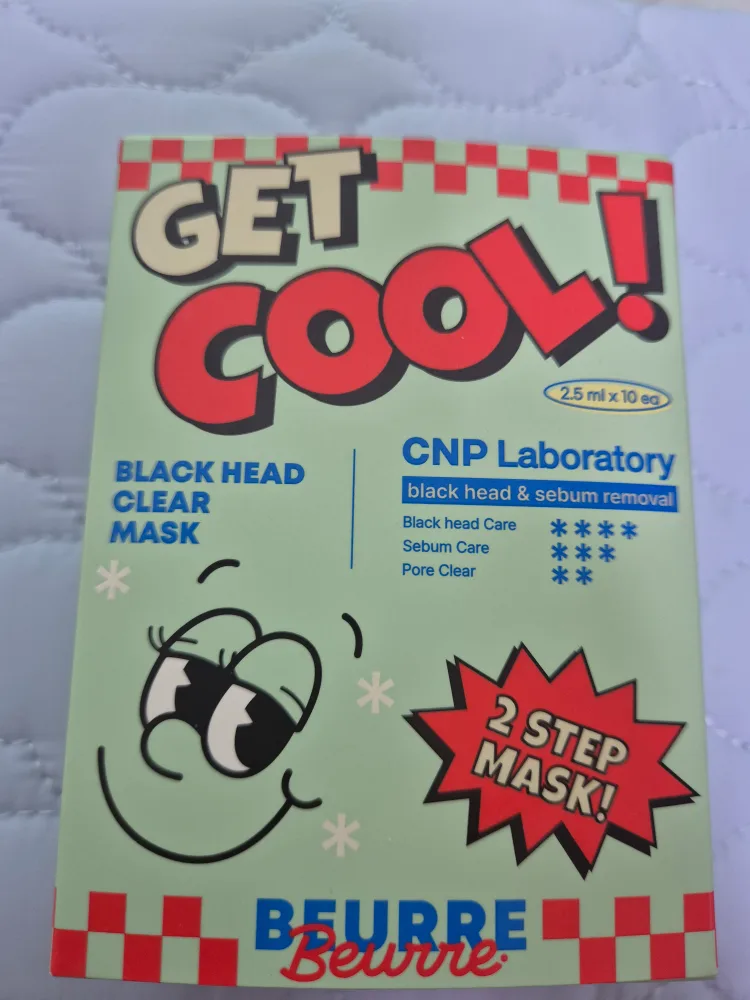 GET
COOL!
2.5 ml x 10 ea
BLACK HEAD
CLEAR
MASK
CNP Laboratory
black head & sebum removal
Black head Care ****
Sebum Care ***
Pore Clear **
2 STEP
MASK!
BEURRE
Beurre.